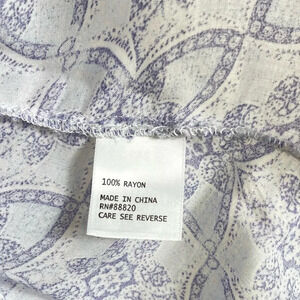 100% RAYON
MADE IN CHINA
RN#88820
CARE SEE REVERSE